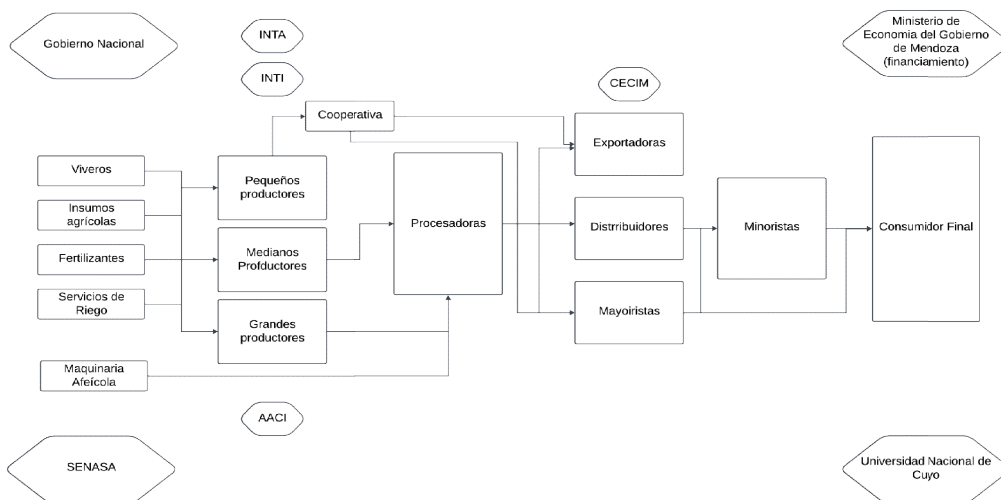 Gobierno Nacional
INTA
INTI
Ministerio de
Economía del Gobierno
de Mendoza
(financiamiento)
CECIM
Cooperativa
Exportadoras
Viveros
Insumos
agrícolas
Fertilizantes
Servicios de
Riego
Maquinaria
Afeícola
Pequeños
productores
Medianos
Profductores
Grandes
productores
Procesadoras
Distrribuidores
Mayoiristas
Minoristas
Consumidor Final
AACI
SENASA
Universidad Nacional de
Cuyo